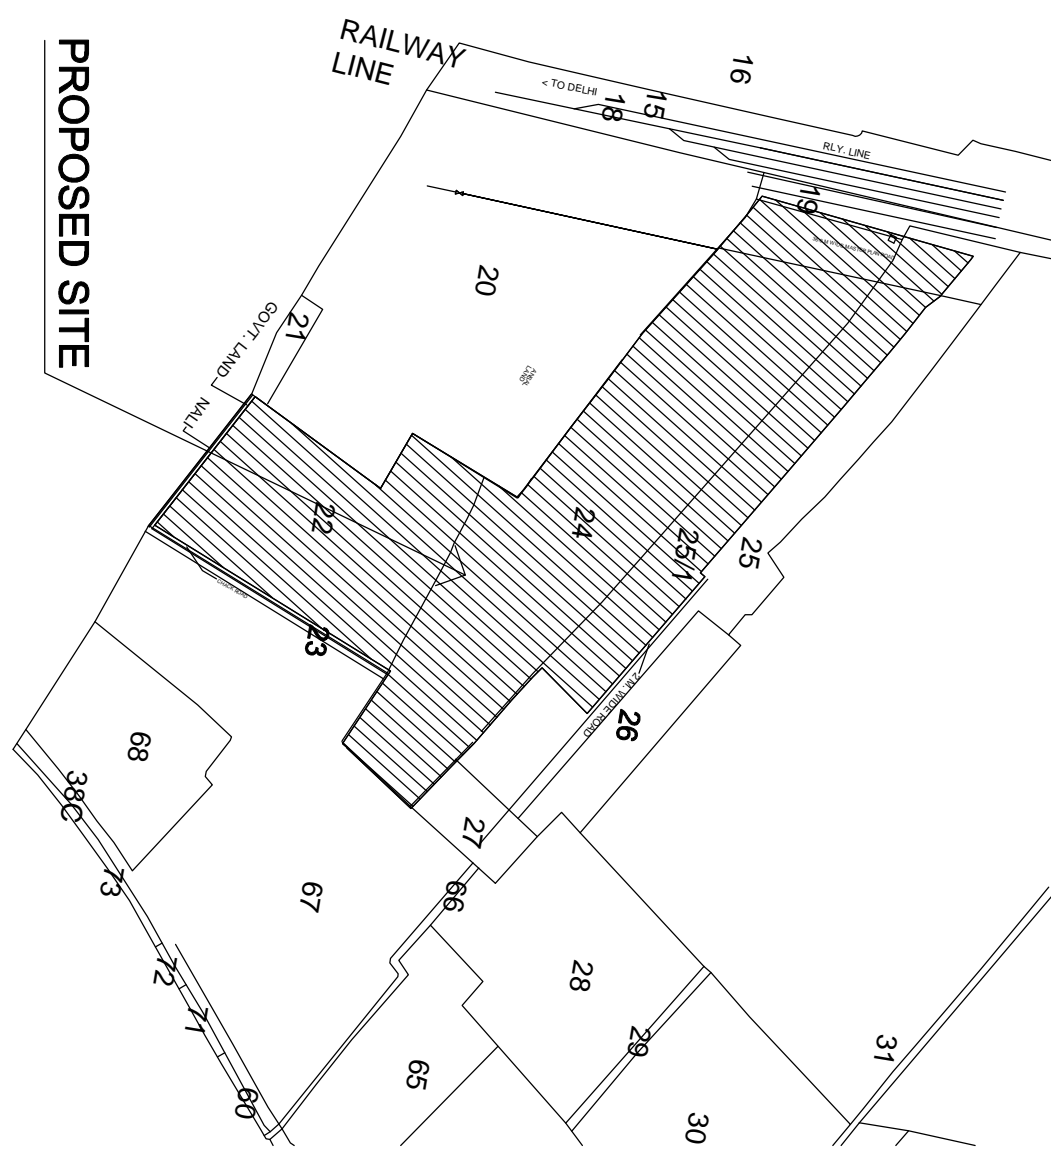 PROPOSED SITE
RAILWAY
LINE
16
< TO DELHI
15
18
RLY. LINE
19
20
GOVT. LAND
21
NALI
22
24
25/1
25
23
2 M. WIDE ROAD
26
68
38C
27
73
67
66
72
28
71
29
31
65
60
30